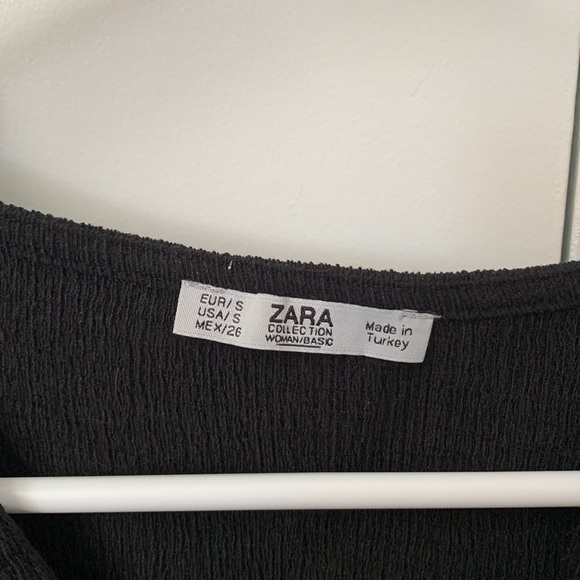 EUR/S
USA/S
MEX/26
ZARA
COLLECTION
WOMAN/BASIC
Made in
Turkey